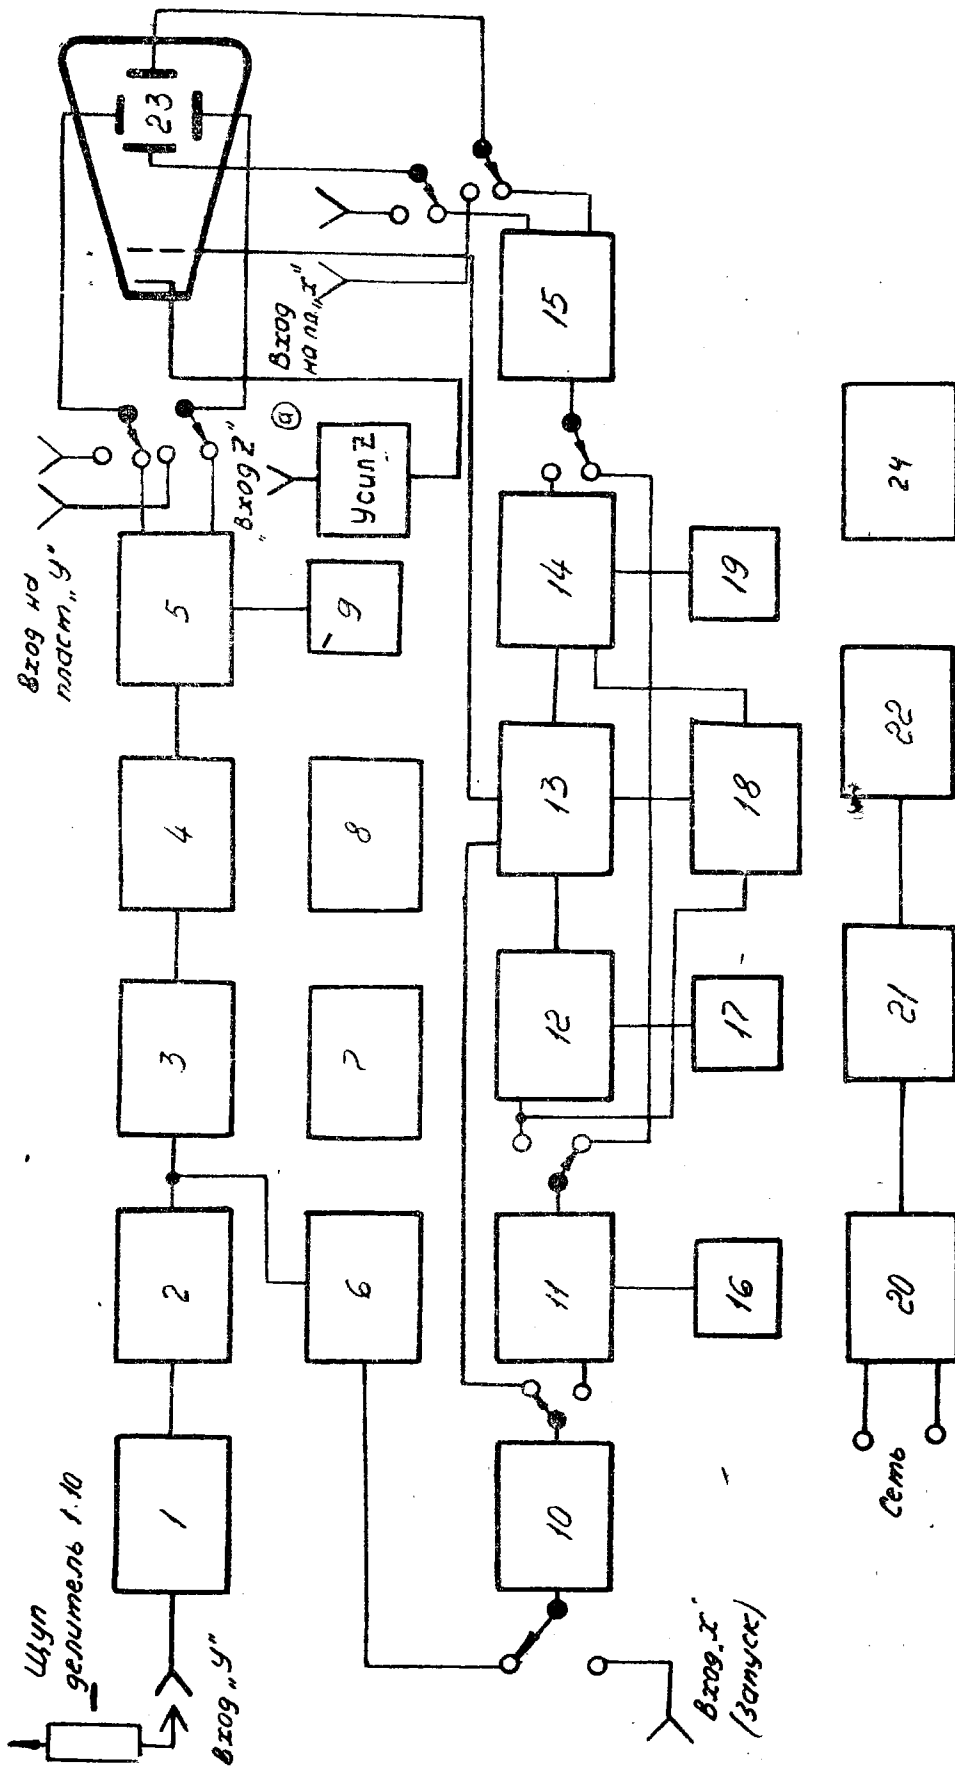 Щуп
делитель 1.10
Вход „У"
1
2
3
4
5
Вход на
пласт „У"
6
7
8
9
„Вход Z"
Усил Z
а
Вход
на пл. „Х"
23
10
11
12
13
14
15
16
17
18
19
Вход „Х"
(запуск)
Сеть
20
21
22
24